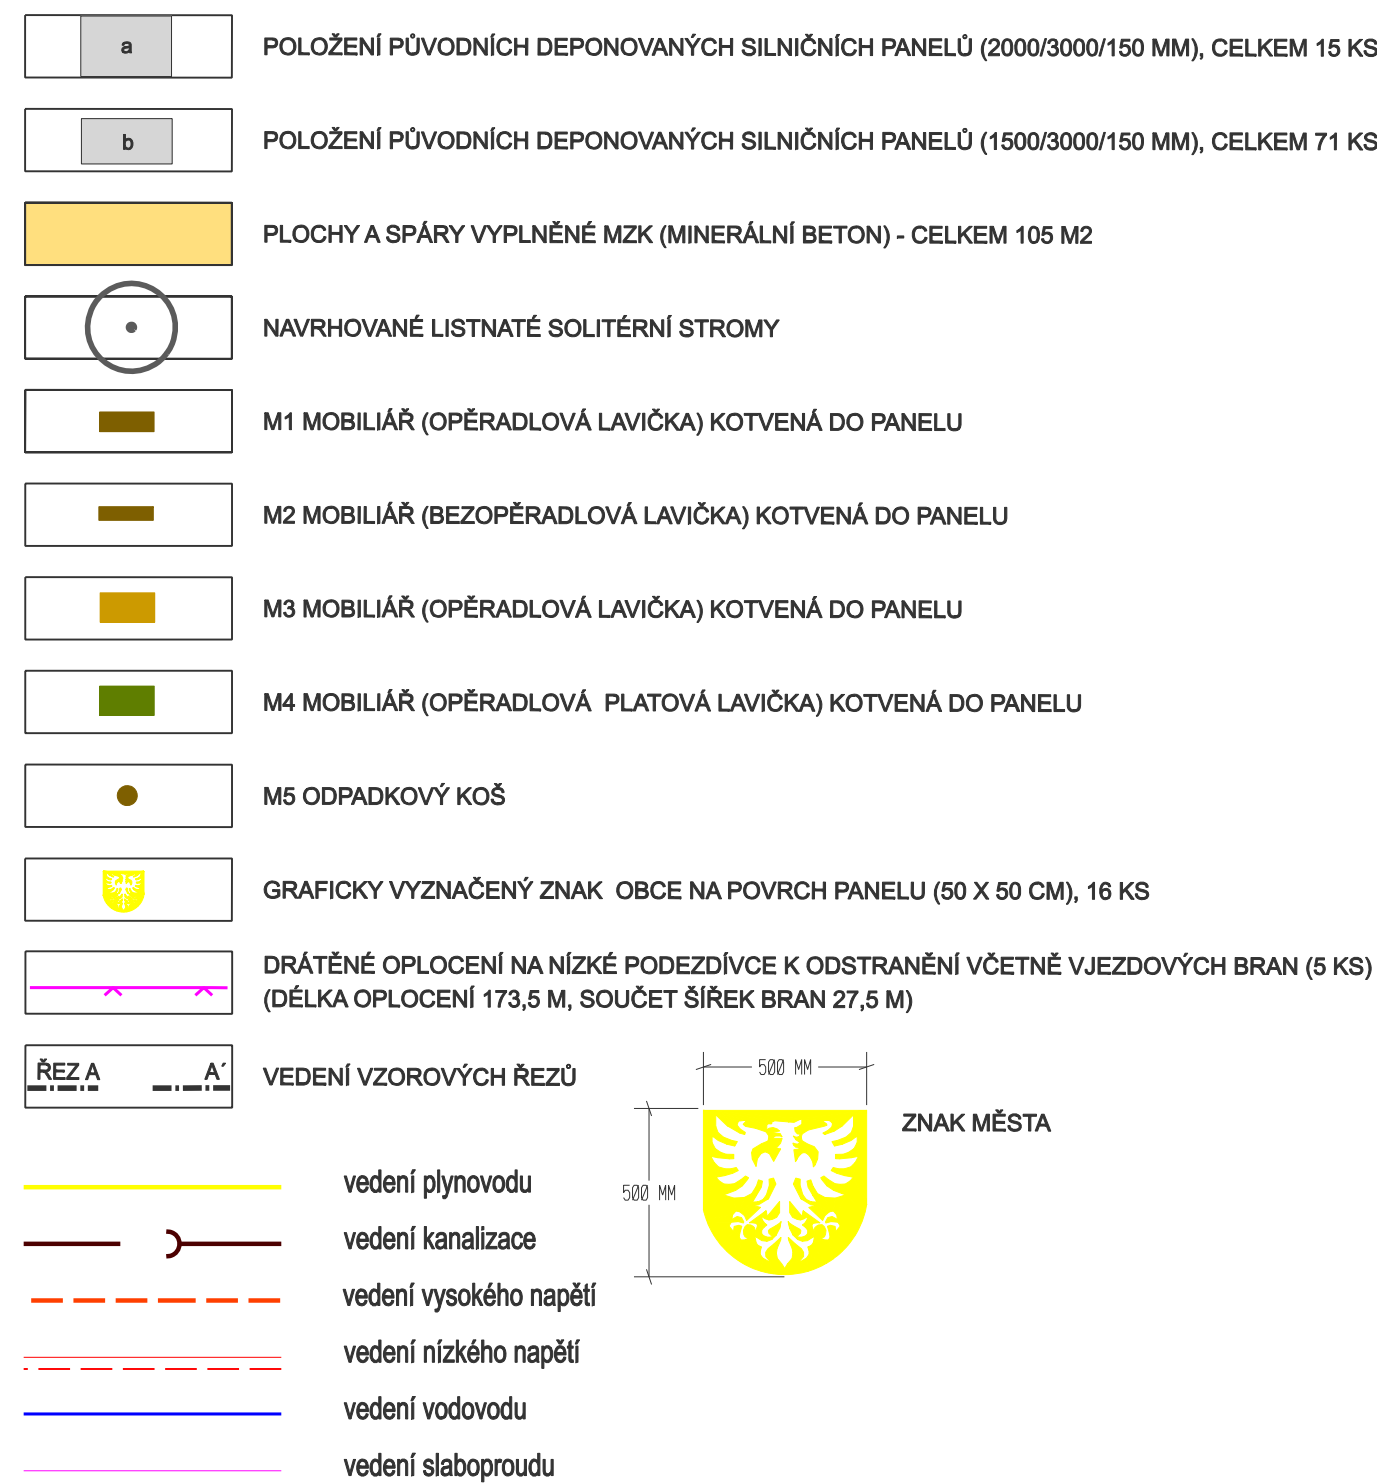 a
POLOŽENÍ PŮVODNÍCH DEPONOVANÝCH SILNIČNÍCH PANELŮ (2000/3000/150 MM), CELKEM 15 KS
b
POLOŽENÍ PŮVODNÍCH DEPONOVANÝCH SILNIČNÍCH PANELŮ (1500/3000/150 MM), CELKEM 71 KS
PLOCHY A SPÁRY VYPLNĚNÉ MZK (MINERÁLNÍ BETON) - CELKEM 105 M2
NAVRHOVANÉ LISTNATÉ SOLITÉRNÍ STROMY
M1 MOBILIÁŘ (OPĚRADLOVÁ LAVIČKA) KOTVENÁ DO PANELU
M2 MOBILIÁŘ (BEZOPĚRADLOVÁ LAVIČKA) KOTVENÁ DO PANELU
M3 MOBILIÁŘ (OPĚRADLOVÁ LAVIČKA) KOTVENÁ DO PANELU
M4 MOBILIÁŘ (OPĚRADLOVÁ PLATOVÁ LAVIČKA) KOTVENÁ DO PANELU
M5 ODPADKOVÝ KOŠ
GRAFICKY VYZNAČENÝ ZNAK OBCE NA POVRCH PANELU (50 X 50 CM), 16 KS
DRÁTĚNÉ OPLOCENÍ NA NÍZKÉ PODEZDÍVCE K ODSTRANĚNÍ VČETNĚ VJEZDOVÝCH BRAN (5 KS)
(DÉLKA OPLOCENÍ 173,5 M, SOUČET ŠÍŘEK BRAN 27,5 M)
ŘEZ A A´
VEDENÍ VZOROVÝCH ŘEZŮ
500 MM
500 MM
ZNAK MĚSTA
vedení plynovodu
vedení kanalizace
vedení vysokého napětí
vedení nízkého napětí
vedení vodovodu
vedení slaboproudu